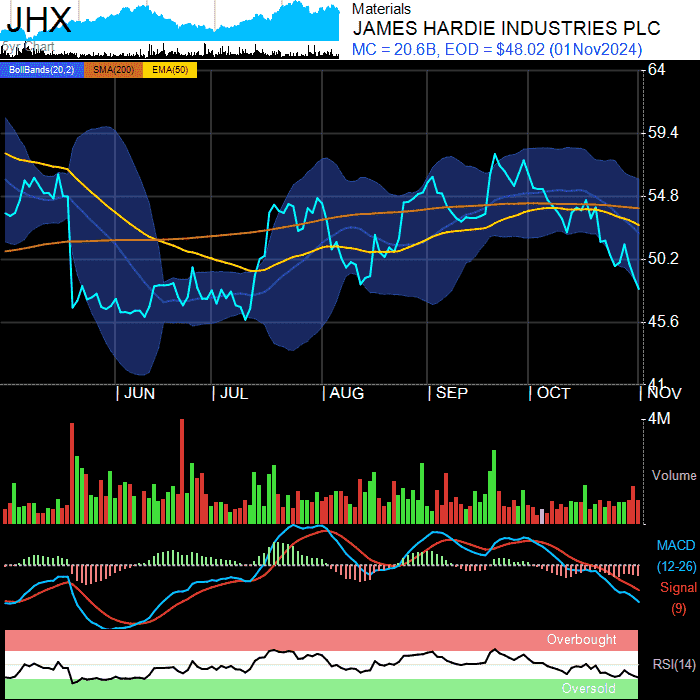 JHX
Materials
JAMES HARDIE INDUSTRIES PLC
MC = 20.6B, EOD = $48.02 (01Nov2024)
BollBands(20,2) SMA(200) EMA(50)
64
59.4
54.8
50.2
45.6
41
JUN JUL AUG SEP OCT NOV
4M
Volume
MACD
(12-26)
Signal
(9)
Overbought
RSI(14)
Oversold